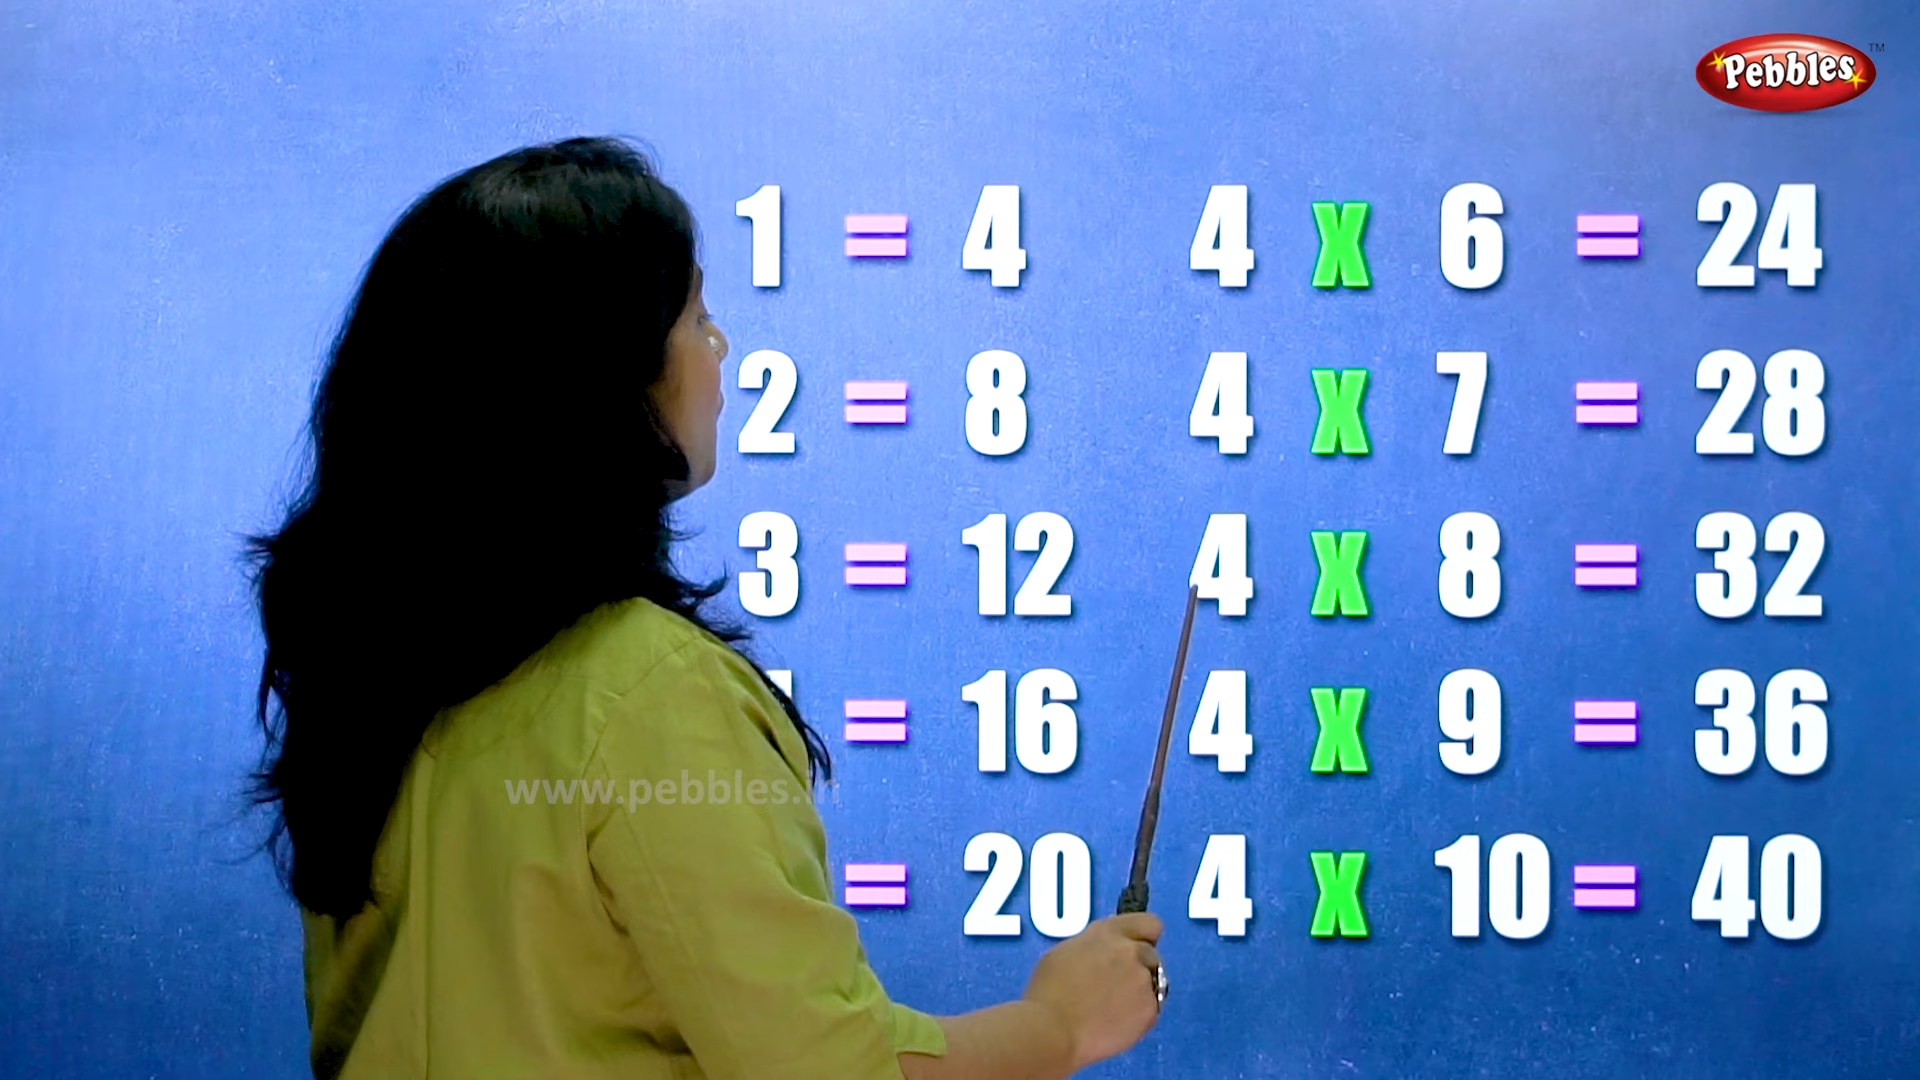 Pebbles TM
1 = 4 4 x 6 = 24
2 = 8 4 x 7 = 28
3 = 12 4 x 8 = 32
= 16 4 x 9 = 36
= 20 4 x 10 = 40
www.pebbles.in